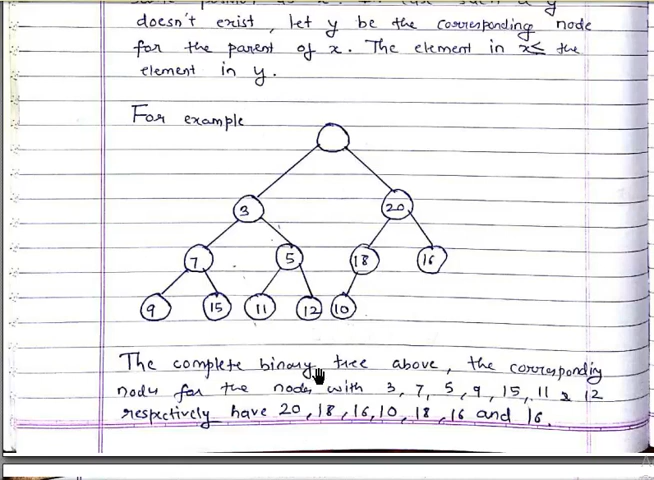 doesn't exist, let y be the corresponding node
for the parent of x. The element in x≤ the
element in y.
For example
3
20
7
5
18
16
9
15
11
12
10
The complete binary tree above, the corresponding
nodes for the nodes with 3, 7, 5, 9, 15, 11 & 12
respectively have 20, 18, 16, 10, 18, 16 and 16.